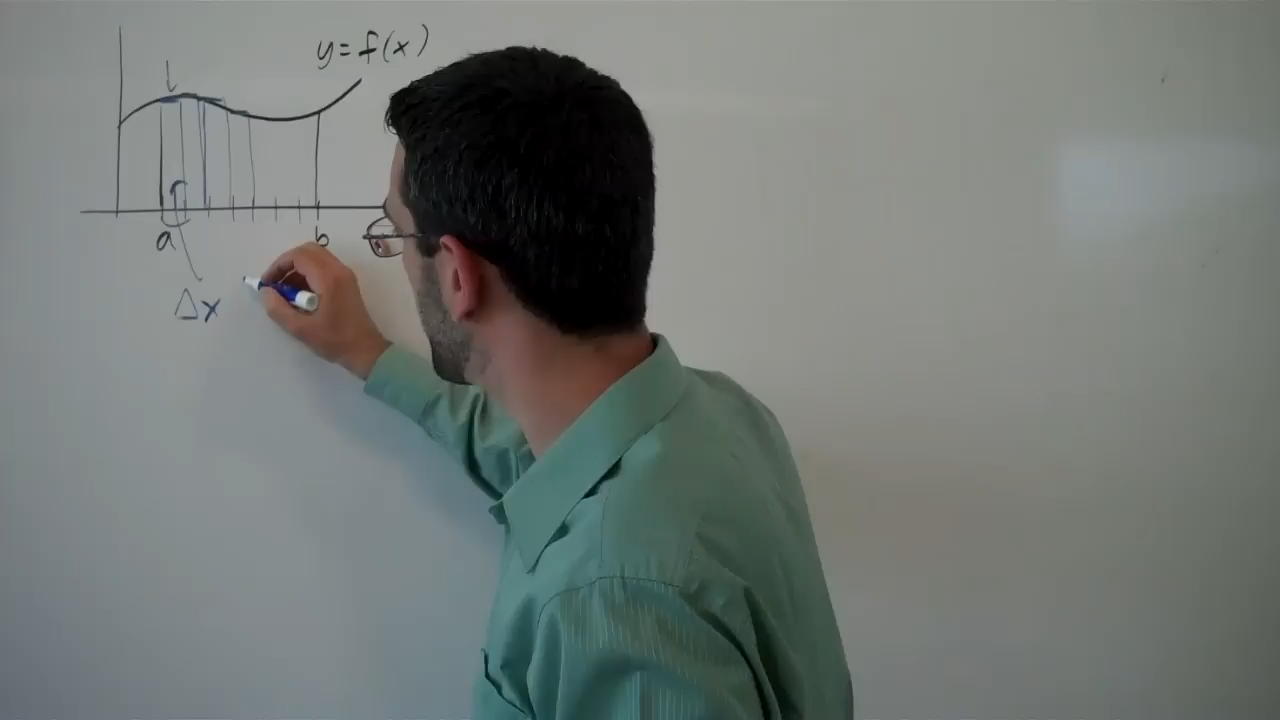 y=f(x)
a b
Δx